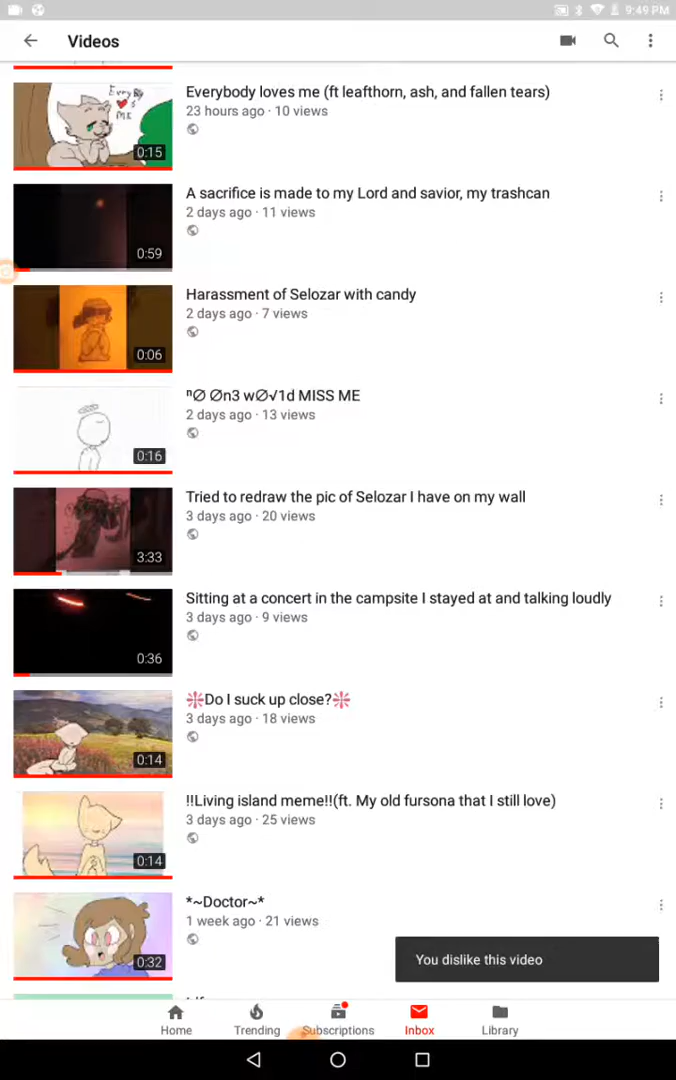 9:49 PM
Videos
Everybody loves me (ft leafthorn, ash, and fallen tears)
23 hours ago · 10 views
Everybody
❤'s
ME
0:15
A sacrifice is made to my Lord and savior, my trashcan
2 days ago · 11 views
0:59
Harassment of Selozar with candy
2 days ago · 7 views
0:06
ⁿØ Øn3 wØ√1d MISS ME
2 days ago · 13 views
0:16
Tried to redraw the pic of Selozar I have on my wall
3 days ago · 20 views
3:33
Sitting at a concert in the campsite I stayed at and talking loudly
3 days ago · 9 views
0:36
❇Do I suck up close?❇
3 days ago · 18 views
0:14
!!Living island meme!!(ft. My old fursona that I still love)
3 days ago · 25 views
0:14
*~Doctor~*
1 week ago · 21 views
0:32
You dislike this video
Home
Trending
Subscriptions
Inbox
Library